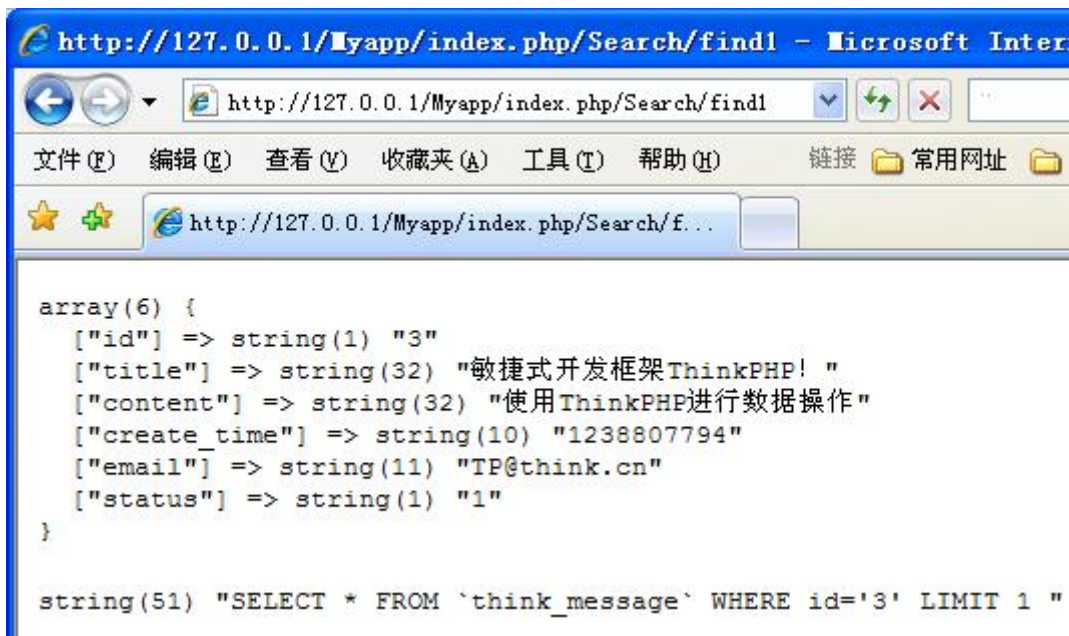 http://127.0.0.1/Myapp/index.php/Search/find1 - Microsoft Inter
http://127.0.0.1/Myapp/index.php/Search/find1
文件(F) 编辑(E) 查看(V) 收藏夹(A) 工具(T) 帮助(H) 链接 常用网址
http://127.0.0.1/Myapp/index.php/Search/f...
array(6) {
["id"] => string(1) "3"
["title"] => string(32) "敏捷式开发框架ThinkPHP！"
["content"] => string(32) "使用ThinkPHP进行数据操作"
["create_time"] => string(10) "1238807794"
["email"] => string(11) "TP@think.cn"
["status"] => string(1) "1"
}
string(51) "SELECT * FROM `think_message` WHERE id='3' LIMIT 1 "